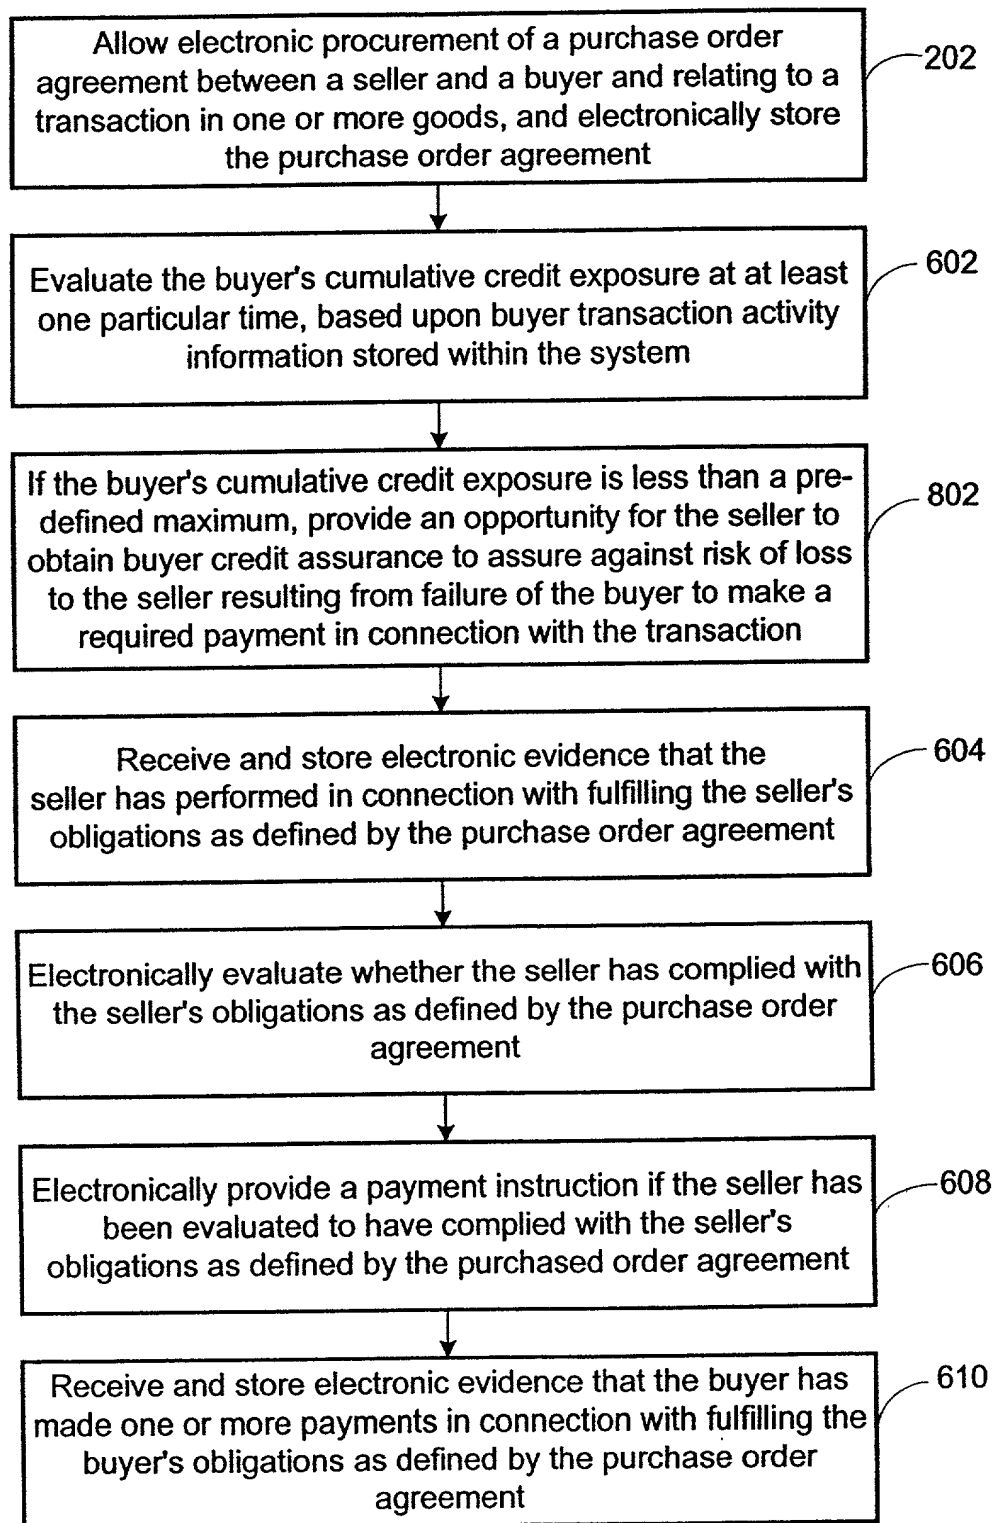 Allow electronic procurement of a purchase order
agreement between a seller and a buyer and relating to a
transaction in one or more goods, and electronically store
the purchase order agreement
202
Evaluate the buyer's cumulative credit exposure at at least
one particular time, based upon buyer transaction activity
information stored within the system
602
If the buyer's cumulative credit exposure is less than a pre-
defined maximum, provide an opportunity for the seller to
obtain buyer credit assurance to assure against risk of loss
to the seller resulting from failure of the buyer to make a
required payment in connection with the transaction
802
Receive and store electronic evidence that the
seller has performed in connection with fulfilling the seller's
obligations as defined by the purchase order agreement
604
Electronically evaluate whether the seller has complied with
the seller's obligations as defined by the purchase order
agreement
606
Electronically provide a payment instruction if the seller has
been evaluated to have complied with the seller's
obligations as defined by the purchased order agreement
608
Receive and store electronic evidence that the buyer has
made one or more payments in connection with fulfilling the
buyer's obligations as defined by the purchase order
agreement
610